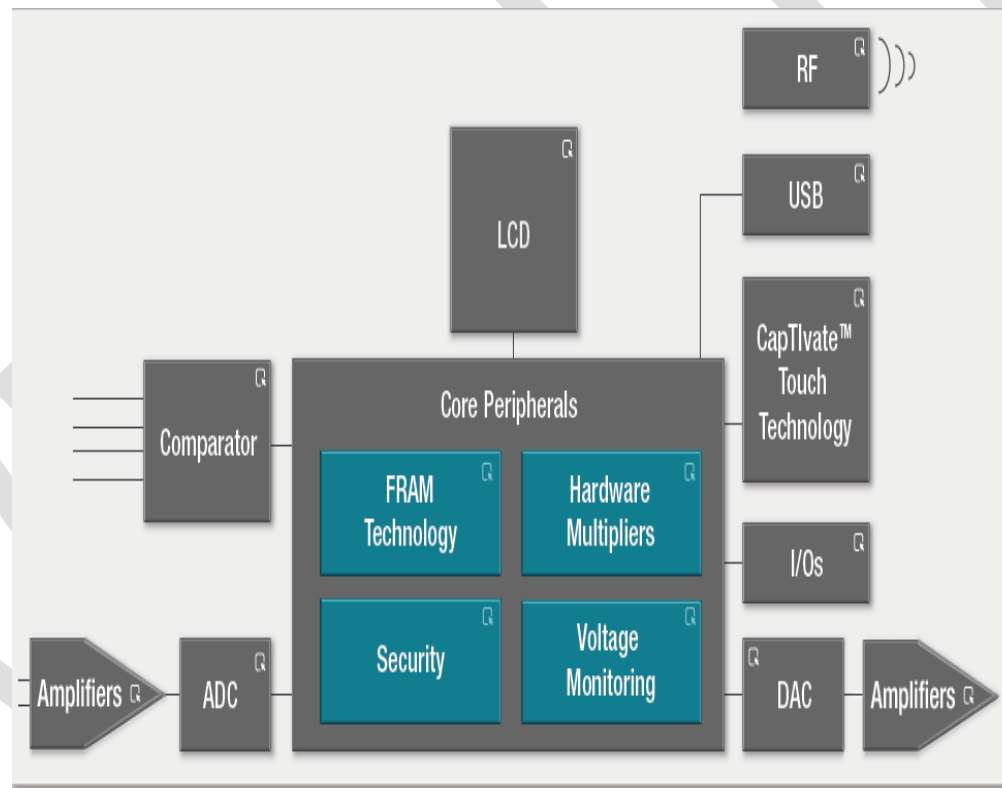 RF
USB
LCD
CapTIvate™
Touch
Technology
Comparator
Core Peripherals
FRAM
Technology
Hardware
Multipliers
I/Os
Security
Voltage
Monitoring
Amplifiers
ADC
DAC
Amplifiers